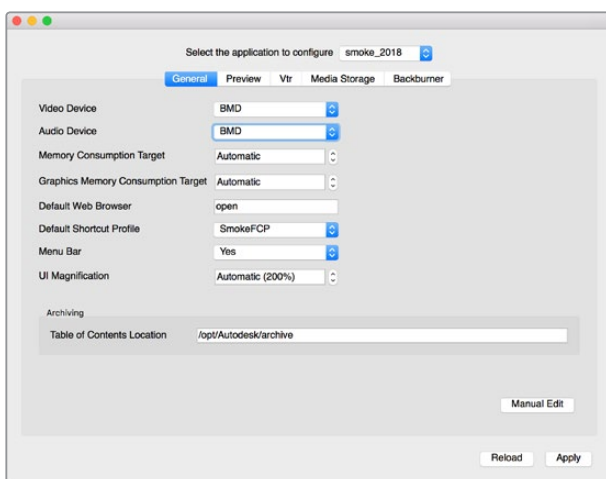 Select the application to configure smoke_2018
General Preview Vtr Media Storage Backburner
Video Device BMD
Audio Device BMD
Memory Consumption Target Automatic
Graphics Memory Consumption Target Automatic
Default Web Browser open
Default Shortcut Profile SmokeFCP
Menu Bar Yes
UI Magnification Automatic (200%)
Archiving
Table of Contents Location /opt/Autodesk/archive
Manual Edit
Reload Apply